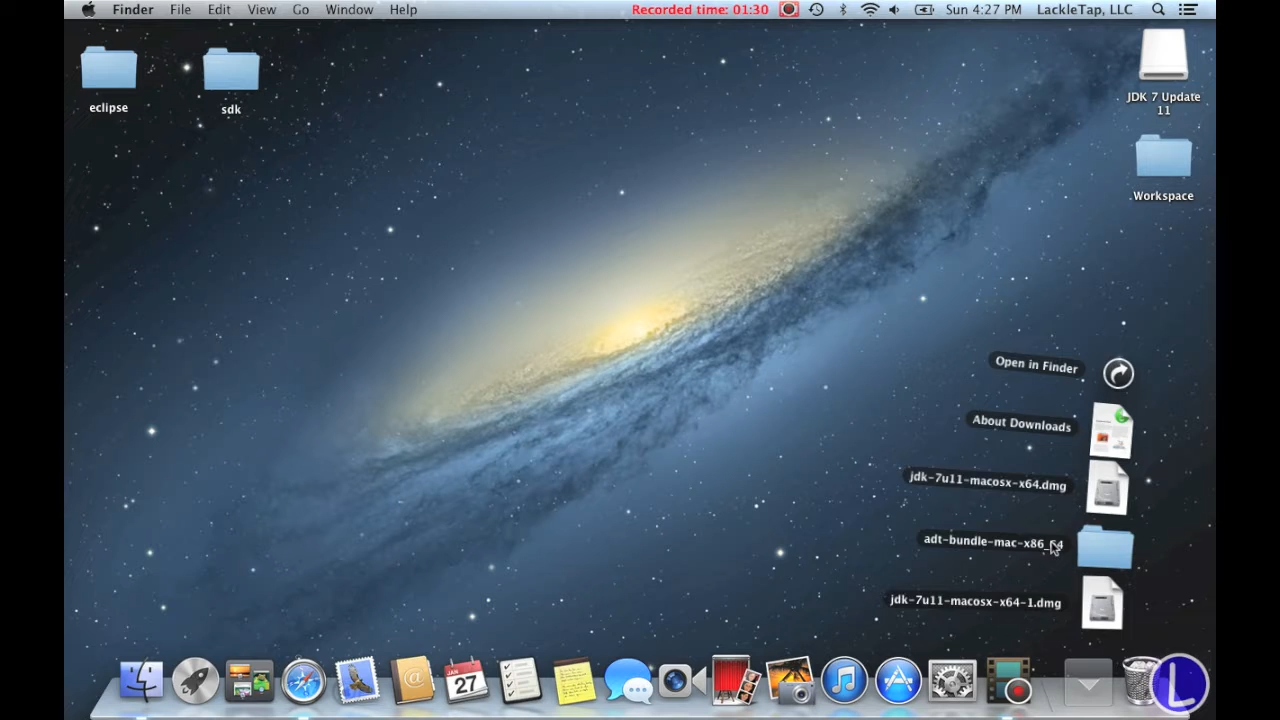 Finder File Edit View Go Window Help Recorded time: 01:30 Sun 4:27 PM LackleTap, LLC
eclipse
sdk
JDK 7 Update
11
Workspace
Open in Finder
About Downloads
jdk-7u11-macosx-x64.dmg
adt-bundle-mac-x86_64
jdk-7u11-macosx-x64-1.dmg
JAN
27
L